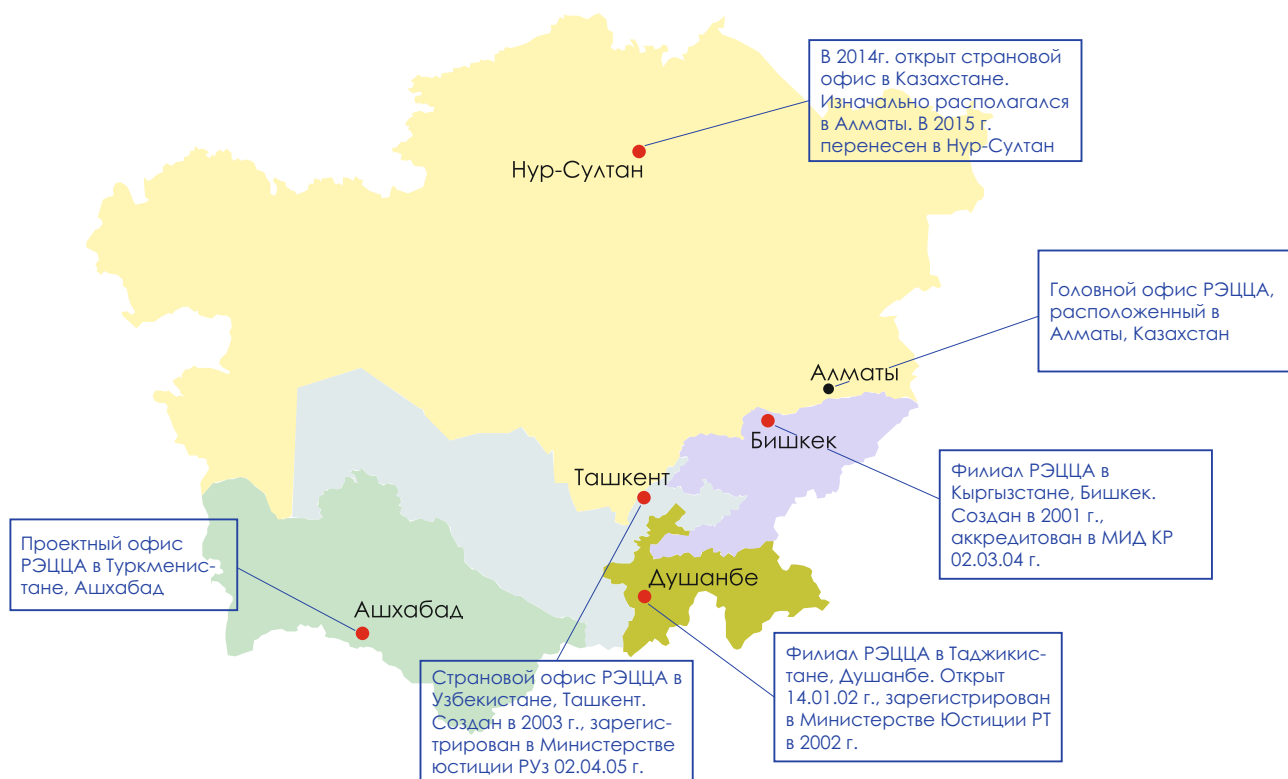 В 2014г. открыт страновой
офис в Казахстане.
Изначально располагался
в Алматы. В 2015 г.
перенесен в Нур-Султан
Нур-Султан
Головной офис РЭЦЦА,
расположенный в
Алматы, Казахстан
Алматы
Бишкек
Филиал РЭЦЦА в
Кыргызстане, Бишкек.
Создан в 2001 г.,
аккредитован в МИД КР
02.03.04 г.
Ташкент
Проектный офис
РЭЦЦА в Туркменис-
тане, Ашхабад
Душанбе
Ашхабад
Страновой офис РЭЦЦА в
Узбекистане, Ташкент.
Создан в 2003 г., зарегис-
трирован в Министерстве
юстиции РУз 02.04.05 г.
Филиал РЭЦЦА в Таджикис-
тане, Душанбе. Открыт
14.01.02 г., зарегистрирован
в Министерстве Юстиции РТ
в 2002 г.